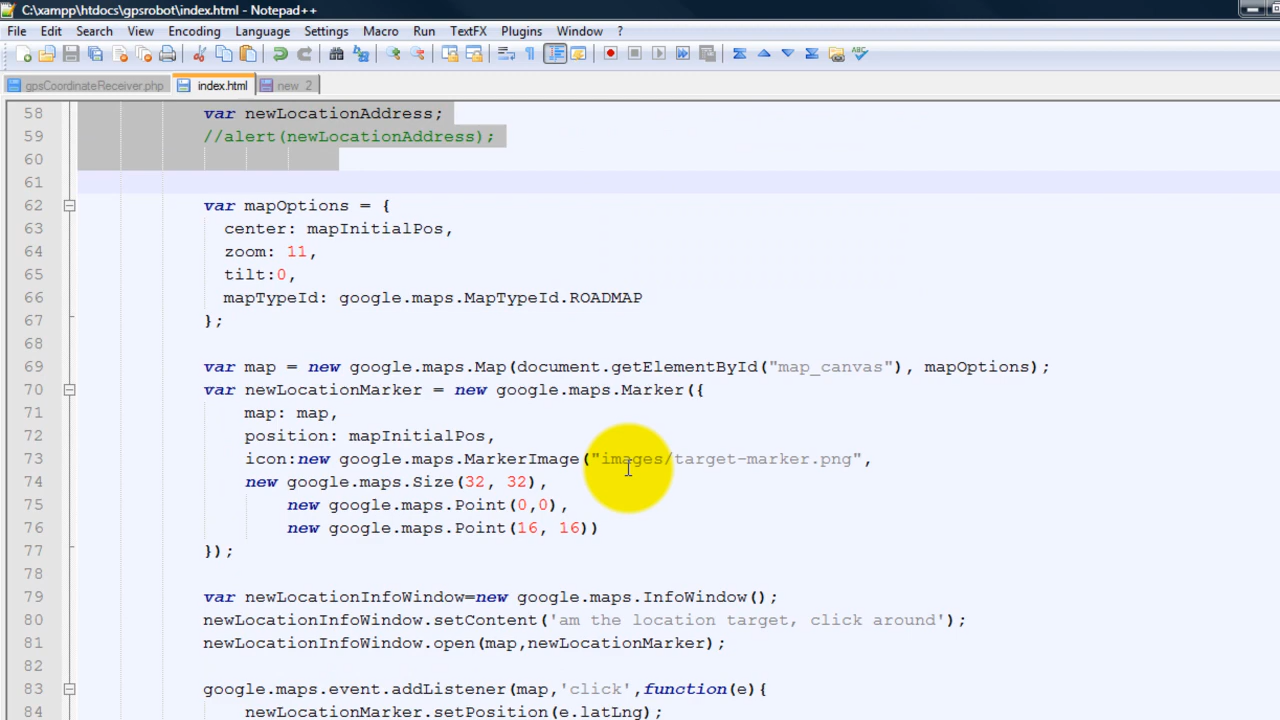 C:\xampp\htdocs\gpsrobot\index.html - Notepad++
File Edit Search View Encoding Language Settings Macro Run TextFX Plugins Window ?
gpsCoordinateReceiver.php index.html new 2
58 var newLocationAddress;
59 //alert(newLocationAddress);
60
61
62 var mapOptions = {
63 center: mapInitialPos,
64 zoom: 11,
65 tilt:0,
66 mapTypeId: google.maps.MapTypeId.ROADMAP
67 };
68
69 var map = new google.maps.Map(document.getElementById("map_canvas"), mapOptions);
70 var newLocationMarker = new google.maps.Marker({
71 map: map,
72 position: mapInitialPos,
73 icon:new google.maps.MarkerImage("images/target-marker.png",
74 new google.maps.Size(32, 32),
75 new google.maps.Point(0,0),
76 new google.maps.Point(16, 16))
77 });
78
79 var newLocationInfoWindow=new google.maps.InfoWindow();
80 newLocationInfoWindow.setContent('am the location target, click around');
81 newLocationInfoWindow.open(map,newLocationMarker);
82
83 google.maps.event.addListener(map,'click',function(e){
84 newLocationMarker.setPosition(e.latLng);